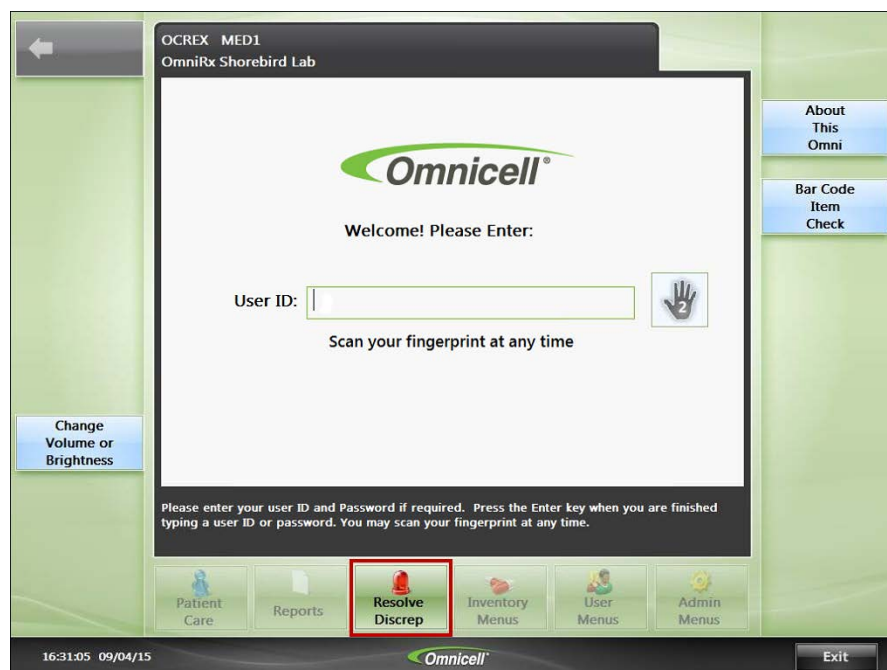 OCREX MED1
OmniRx Shorebird Lab
About
This
Omni
Omnicell®
Bar Code
Item
Check
Welcome! Please Enter:
User ID:
2
Scan your fingerprint at any time
Change
Volume or
Brightness
Please enter your user ID and Password if required. Press the Enter key when you are finished
typing a user ID or password. You may scan your fingerprint at any time.
Patient
Care
Reports
Resolve
Discrep
Inventory
Menus
User
Menus
Admin
Menus
16:31:05 09/04/15
Omnicell®
Exit